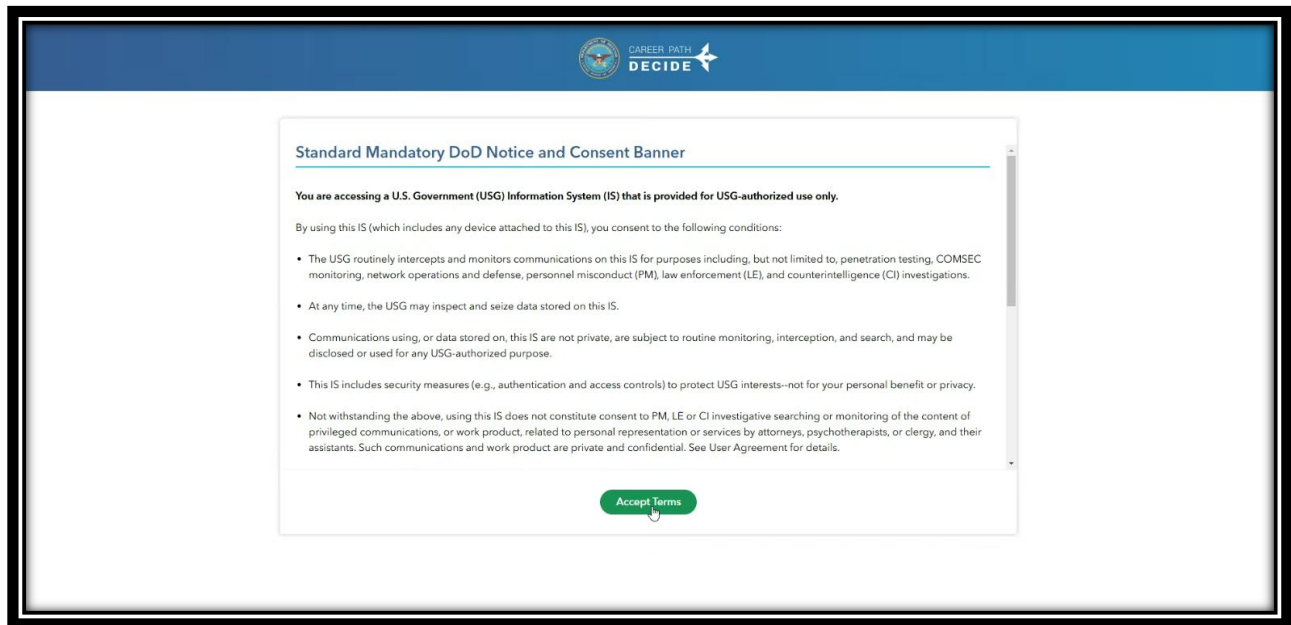 CAREER PATH
DECIDE
Standard Mandatory DoD Notice and Consent Banner
You are accessing a U.S. Government (USG) Information System (IS) that is provided for USG-authorized use only.
By using this IS (which includes any device attached to this IS), you consent to the following conditions:
• The USG routinely intercepts and monitors communications on this IS for purposes including, but not limited to, penetration testing, COMSEC
monitoring, network operations and defense, personnel misconduct (PM), law enforcement (LE), and counterintelligence (CI) investigations.
• At any time, the USG may inspect and seize data stored on this IS.
• Communications using, or data stored on, this IS are not private, are subject to routine monitoring, interception, and search, and may be
disclosed or used for any USG-authorized purpose.
• This IS includes security measures (e.g., authentication and access controls) to protect USG interests--not for your personal benefit or privacy.
• Not withstanding the above, using this IS does not constitute consent to PM, LE or CI investigative searching or monitoring of the content of
privileged communications, or work product, related to personal representation or services by attorneys, psychotherapists, or clergy, and their
assistants. Such communications and work product are private and confidential. See User Agreement for details.
Accept Terms